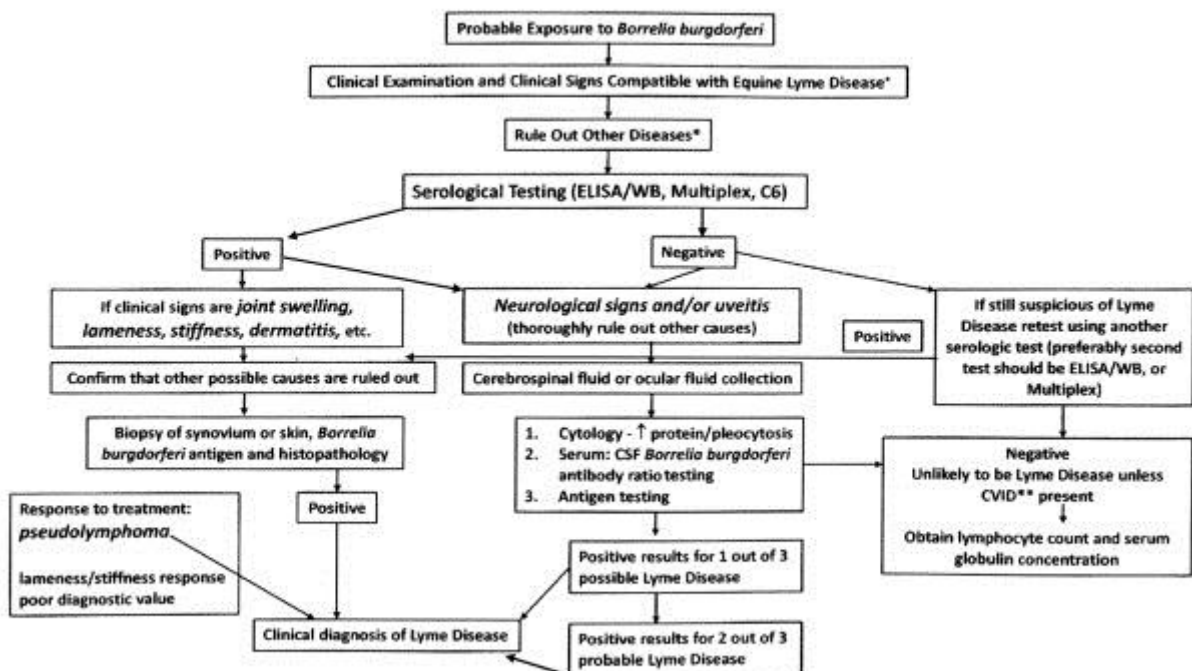 Probable Exposure to Borrelia burgdorferi
Clinical Examination and Clinical Signs Compatible with Equine Lyme Disease⁺
Rule Out Other Diseases*
Serological Testing (ELISA/WB, Multiplex, C6)
Positive
Negative
If clinical signs are joint swelling,
lameness, stiffness, dermatitis, etc.
Neurological signs and/or uveitis
(thoroughly rule out other causes)
If still suspicious of Lyme
Disease retest using another
serologic test (preferably second
test should be ELISA/WB, or
Multiplex)
Positive
Confirm that other possible causes are ruled out
Cerebrospinal fluid or ocular fluid collection
Biopsy of synovium or skin, Borrelia
burgdorferi antigen and histopathology
1. Cytology - ↑ protein/pleocytosis
2. Serum: CSF Borrelia burgdorferi
antibody ratio testing
3. Antigen testing
Negative
Unlikely to be Lyme Disease unless
CVID** present
Obtain lymphocyte count and serum
globulin concentration
Positive
Response to treatment:
pseudolymphoma
lameness/stiffness response
poor diagnostic value
Positive results for 1 out of 3
possible Lyme Disease
Clinical diagnosis of Lyme Disease
Positive results for 2 out of 3
probable Lyme Disease